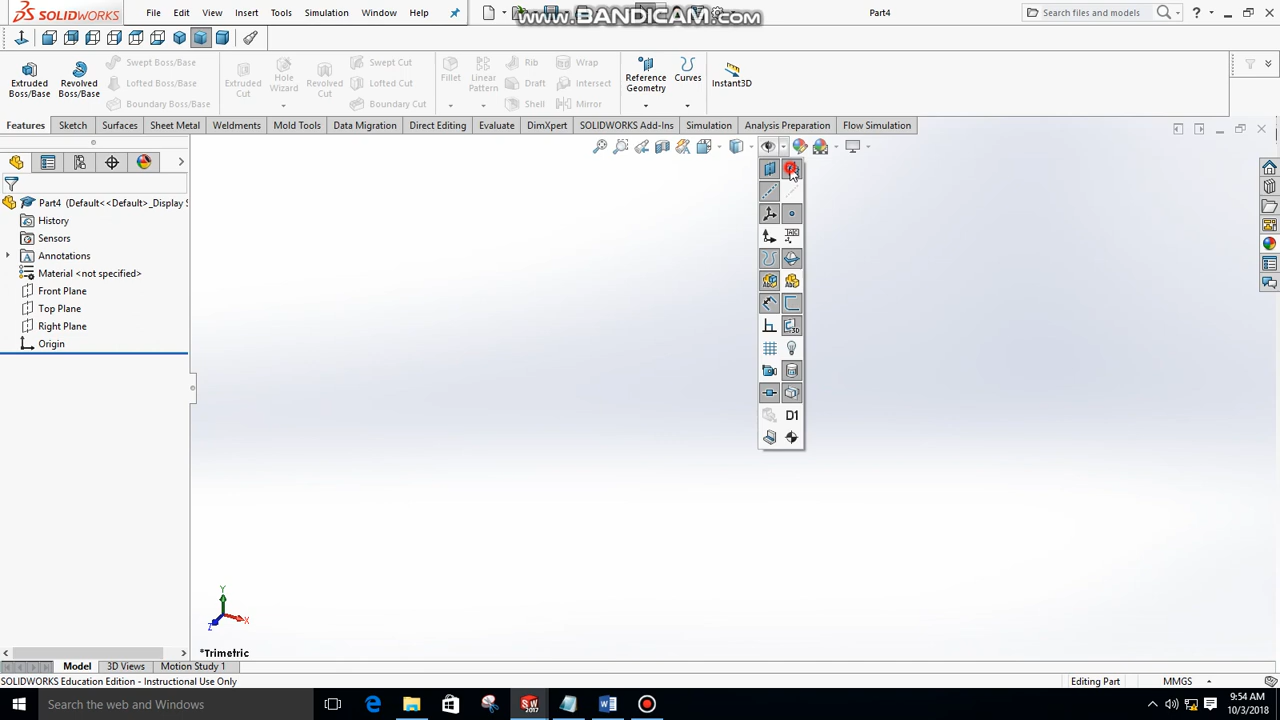 SOLIDWORKS File Edit View Insert Tools Simulation Window Help
www.BANDICAM.com
Part4
Search files and models
?
Extruded Boss/Base
Revolved Boss/Base
Swept Boss/Base
Lofted Boss/Base
Boundary Boss/Base
Extruded Cut
Hole Wizard
Revolved Cut
Swept Cut
Lofted Cut
Boundary Cut
Fillet
Linear Pattern
Rib
Draft
Shell
Wrap
Intersect
Mirror
Reference Geometry
Curves
Instant3D
Features Sketch Surfaces Sheet Metal Weldments Mold Tools Data Migration Direct Editing Evaluate DimXpert SOLIDWORKS Add-Ins Simulation Analysis Preparation Flow Simulation
Part4 (Default<<Default>_Display S
History
Sensors
Annotations
Material <not specified>
Front Plane
Top Plane
Right Plane
Origin
D1
Y
X
Z
*Trimetric
Model 3D Views Motion Study 1
SOLIDWORKS Education Edition - Instructional Use Only
Editing Part
MMGS
Search the web and Windows
SW
2017
9:54 AM
10/3/2018